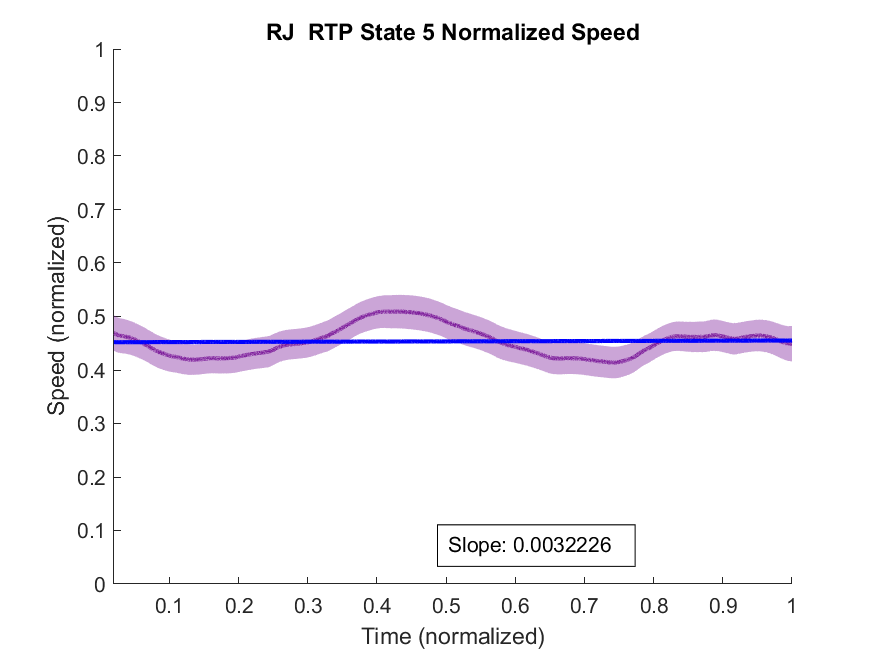 RJ  RTP State 5 Normalized Speed
1
0.9
0.8
0.7
0.6
0.5
0.4
0.3
0.2
0.1
0
Speed (normalized)
Slope: 0.0032226
0.1 0.2 0.3 0.4 0.5 0.6 0.7 0.8 0.9 1
Time (normalized)